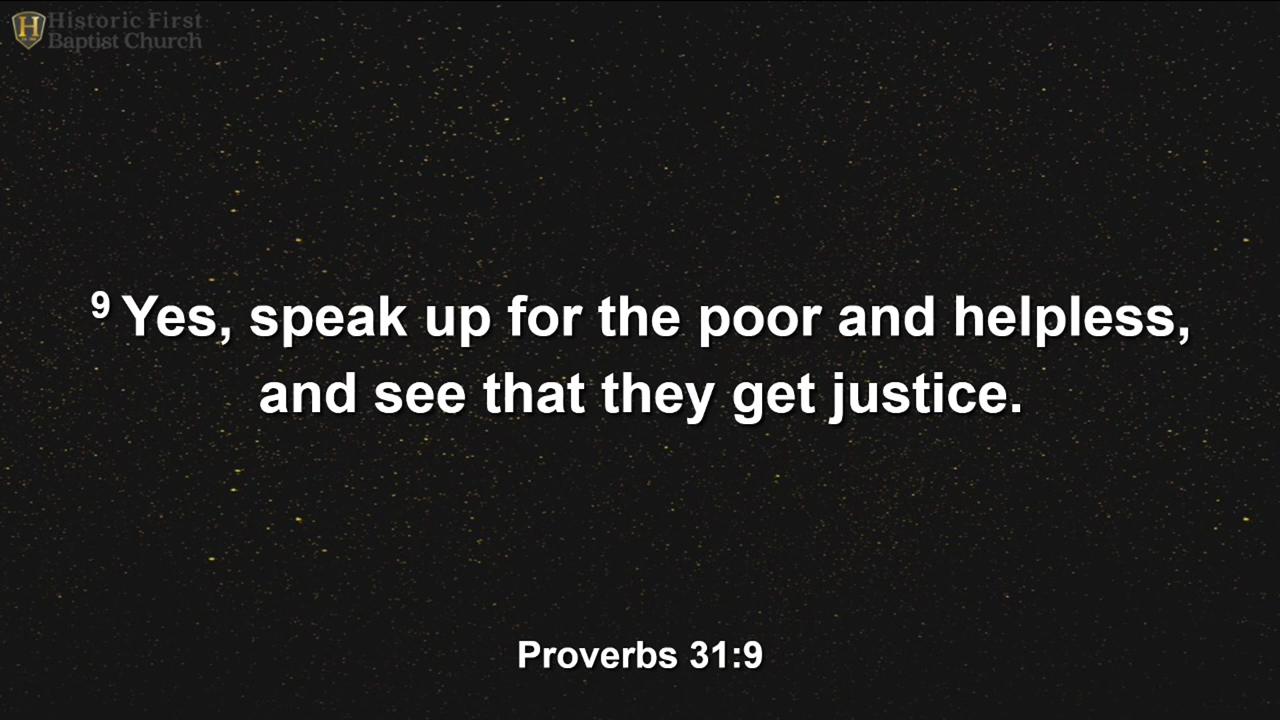 H
Historic First
Baptist Church
9 Yes, speak up for the poor and helpless,
and see that they get justice.
Proverbs 31:9